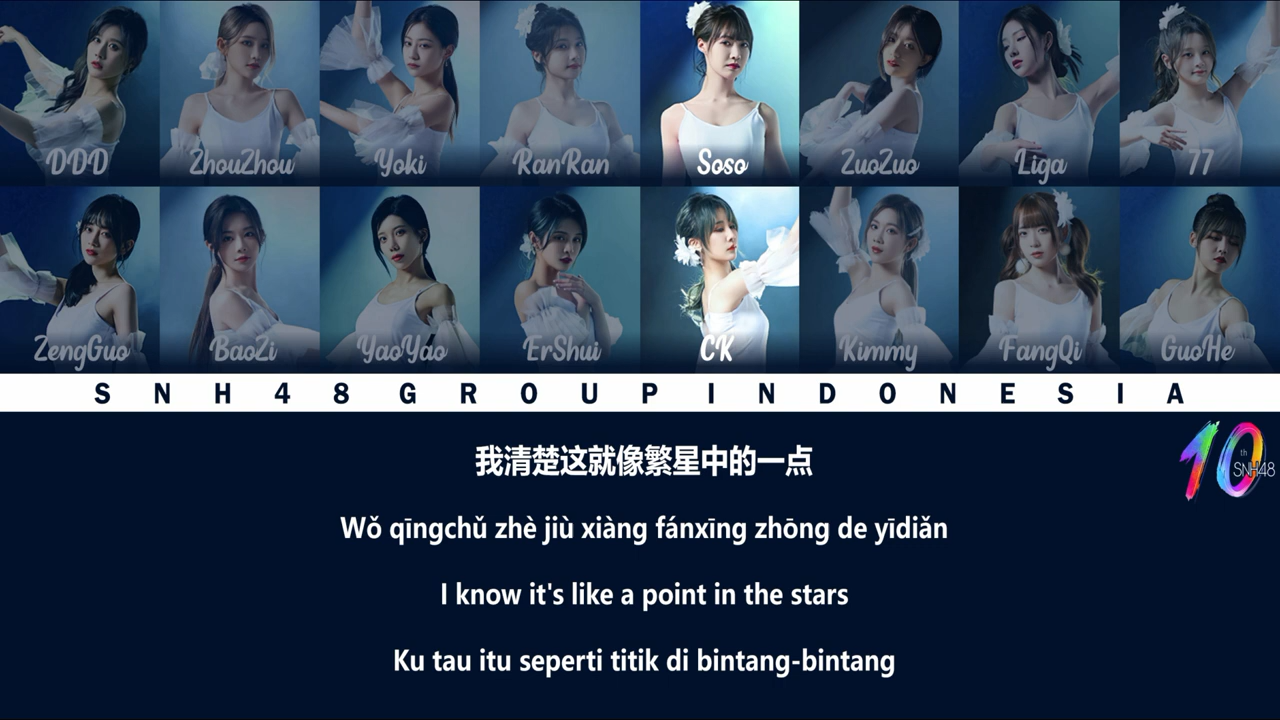 DDD
ZhouZhou
Yoki
RanRan
Soso
ZuoZuo
Liga
77
ZengGuo
BaoZi
YaoYao
ErShui
CK
Kimmy
FangQi
GuoHe
SNH48GROUPINDONESIA
10
th
SNH48
我清楚这就像繁星中的一点
Wǒ qīngchǔ zhè jiù xiàng fánxīng zhōng de yīdiǎn
I know it's like a point in the stars
Ku tau itu seperti titik di bintang-bintang